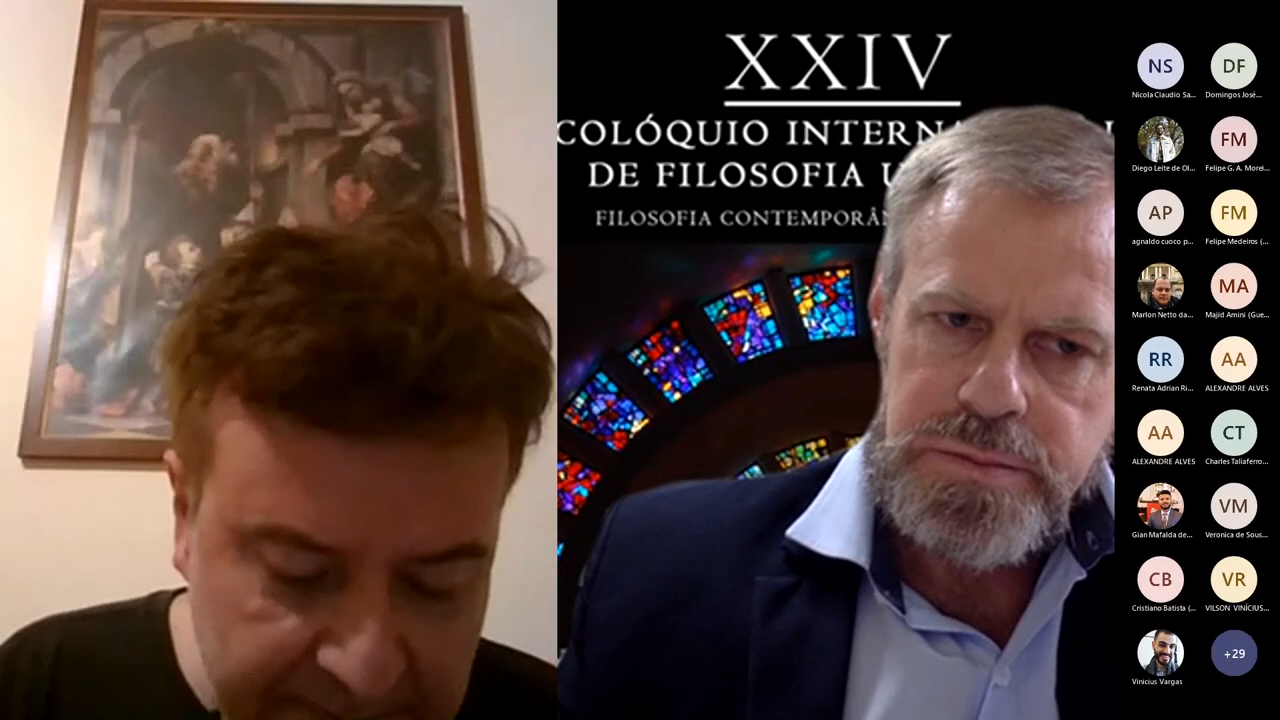 XXIV
COLÓQUIO INTERNA
DE FILOSOFIA U
FILOSOFIA CONTEMPORÂN
NS
Nicola Claudio Sa...
DF
Domingos José...
Diego Leite de Ol...
FM
Felipe G. A. Morei...
AP
agnaldo cuoco p...
FM
Felipe Medeiros (...
Marlon Netto da...
MA
Majid Amini (Gue...
RR
Renata Adrian Ri...
AA
ALEXANDRE ALVES
AA
ALEXANDRE ALVES
CT
Charles Taliaferro...
Gian Mafalda de...
VM
Veronica de Sous...
CB
Cristiano Batista (...
VR
VILSON VINÍCIUS...
Vinicius Vargas
+29